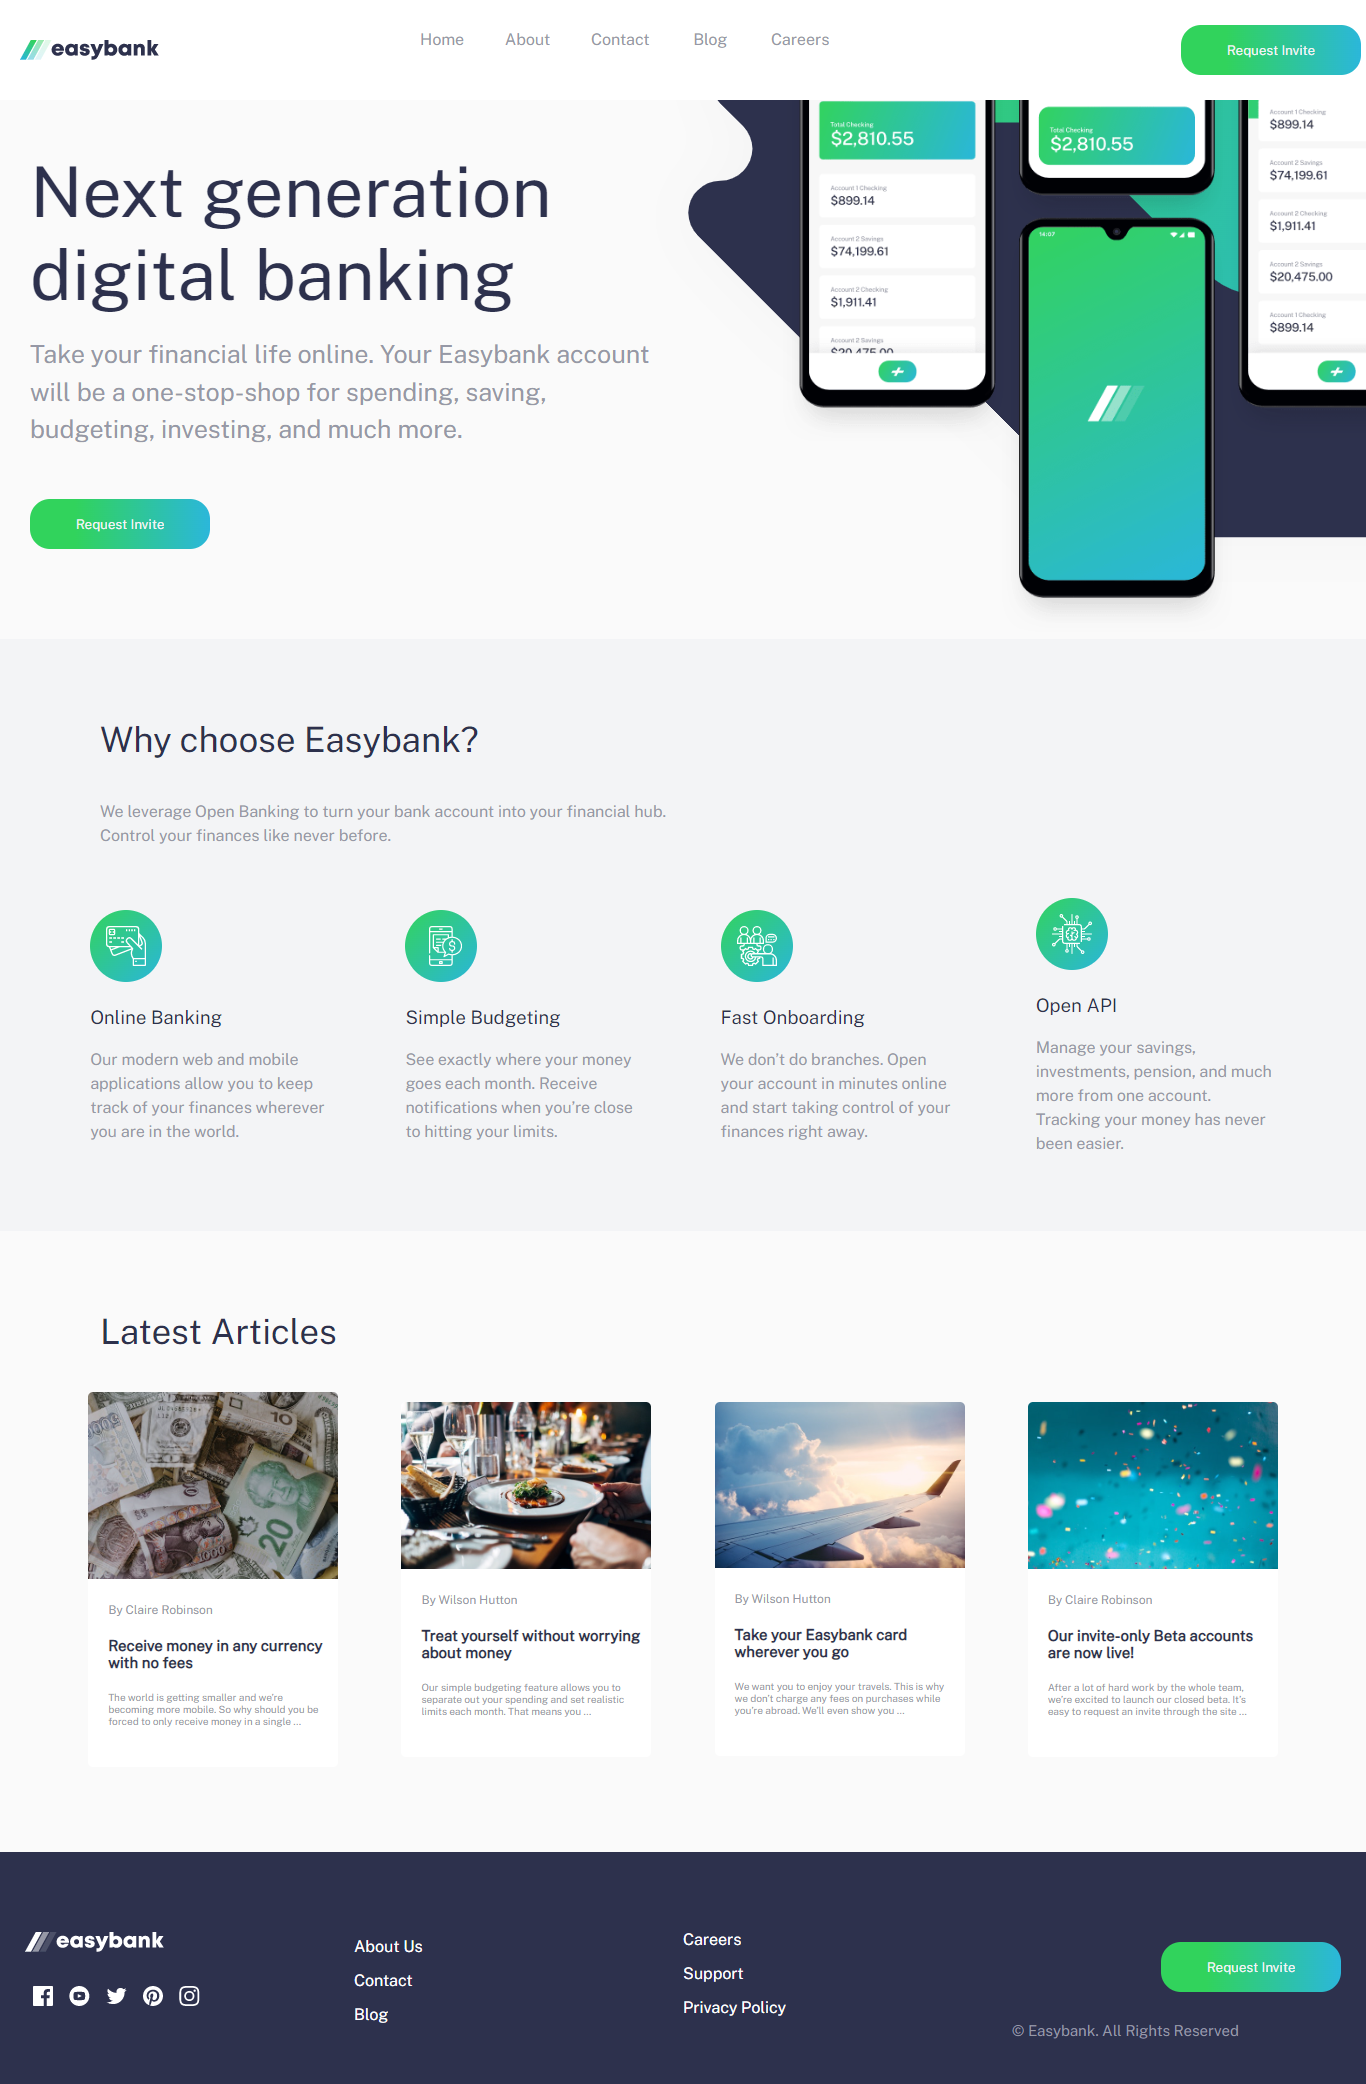 easybank
Home
About
Contact
Blog
Careers
Request Invite
Next generation
digital banking
Take your financial life online. Your Easybank account
will be a one-stop-shop for spending, saving,
budgeting, investing, and much more.
Request Invite
Total Checking
$2,810.55
Account 1 Checking
$899.14
Account 2 Savings
$74,199.61
Account 2 Checking
$1,911.41
Account 2 Savings
$20,475.00
Total Checking
$2,810.55
14:07
Account 1 Checking
$899.14
Account 2 Savings
$74,199.61
Account 2 Checking
$1,911.41
Account 2 Savings
$20,475.00
Account 1 Checking
$899.14
Why choose Easybank?
We leverage Open Banking to turn your bank account into your financial hub.
Control your finances like never before.
Online Banking
Our modern web and mobile
applications allow you to keep
track of your finances wherever
you are in the world.
Simple Budgeting
See exactly where your money
goes each month. Receive
notifications when you’re close
to hitting your limits.
Fast Onboarding
We don’t do branches. Open
your account in minutes online
and start taking control of your
finances right away.
Open API
Manage your savings,
investments, pension, and much
more from one account.
Tracking your money has never
been easier.
Latest Articles
10
20
1000
By Claire Robinson
Receive money in any currency
with no fees
The world is getting smaller and we’re
becoming more mobile. So why should you be
forced to only receive money in a single …
By Wilson Hutton
Treat yourself without worrying
about money
Our simple budgeting feature allows you to
separate out your spending and set realistic
limits each month. That means you …
By Wilson Hutton
Take your Easybank card
wherever you go
We want you to enjoy your travels. This is why
we don’t charge any fees on purchases while
you’re abroad. We’ll even show you …
By Claire Robinson
Our invite-only Beta accounts
are now live!
After a lot of hard work by the whole team,
we’re excited to launch our closed beta. It’s
easy to request an invite through the site …
easybank
About Us
Contact
Blog
Careers
Support
Privacy Policy
Request Invite
© Easybank. All Rights Reserved